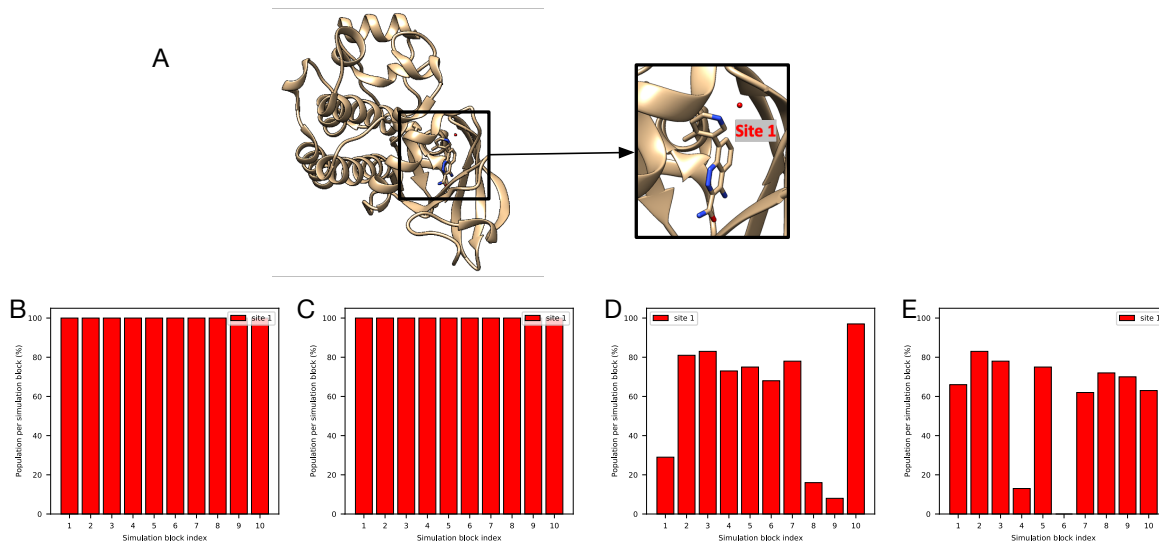 A
Site 1
B
Population per simulation block (%)
100
80
60
40
20
0
site 1
1 2 3 4 5 6 7 8 9 10
Simulation block index
C
Population per simulation block (%)
100
80
60
40
20
0
site 1
1 2 3 4 5 6 7 8 9 10
Simulation block index
D
Population per simulation block (%)
100
80
60
40
20
0
site 1
1 2 3 4 5 6 7 8 9 10
Simulation block index
E
Population per simulation block (%)
100
80
60
40
20
0
site 1
1 2 3 4 5 6 7 8 9 10
Simulation block index